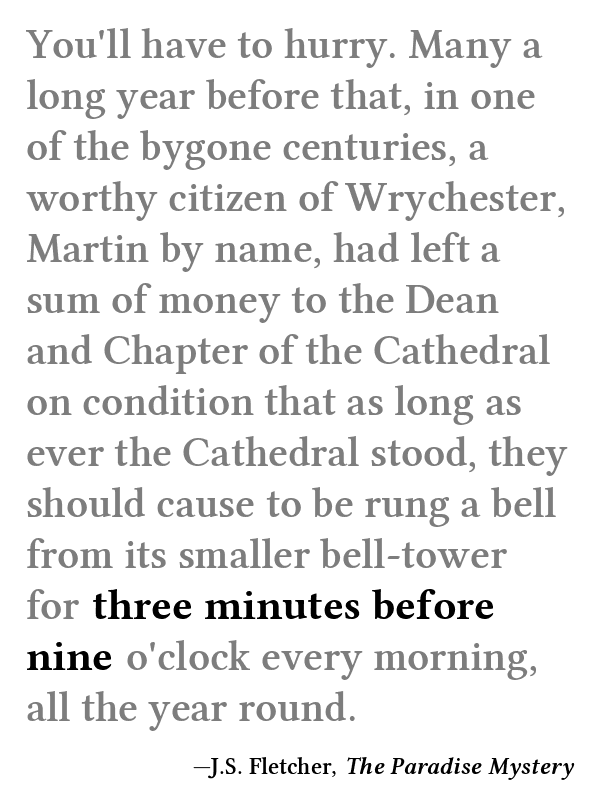 You'll have to hurry. Many a
long year before that, in one
of the bygone centuries, a
worthy citizen of Wrychester,
Martin by name, had left a
sum of money to the Dean
and Chapter of the Cathedral
on condition that as long as
ever the Cathedral stood, they
should cause to be rung a bell
from its smaller bell-tower
for three minutes before
nine o'clock every morning,
all the year round.
—J.S. Fletcher, The Paradise Mystery